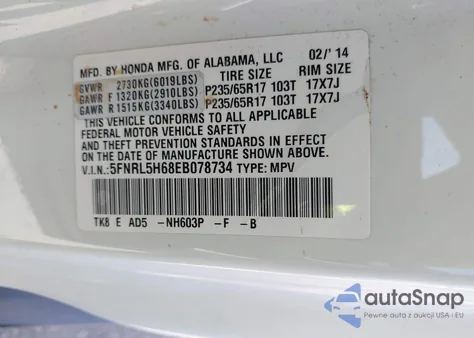 MFD. BY HONDA MFG. OF ALABAMA, LLC 02/'14
TIRE SIZE RIM SIZE
GVWR 2730KG(6019LBS)
GAWR F 1320KG(2910LBS) P235/65R17 103T 17X7J
GAWR R 1515KG(3340LBS) P235/65R17 103T 17X7J
THIS VEHICLE CONFORMS TO ALL APPLICABLE
FEDERAL MOTOR VEHICLE SAFETY
AND THEFT PREVENTION STANDARDS IN EFFECT
ON THE DATE OF MANUFACTURE SHOWN ABOVE.
V.I.N.:5FNRL5H68EB078734 TYPE: MPV
TK8 E AD5 -NH603P -F -B
autoSnap
Pewne auta z aukcji USA i EU